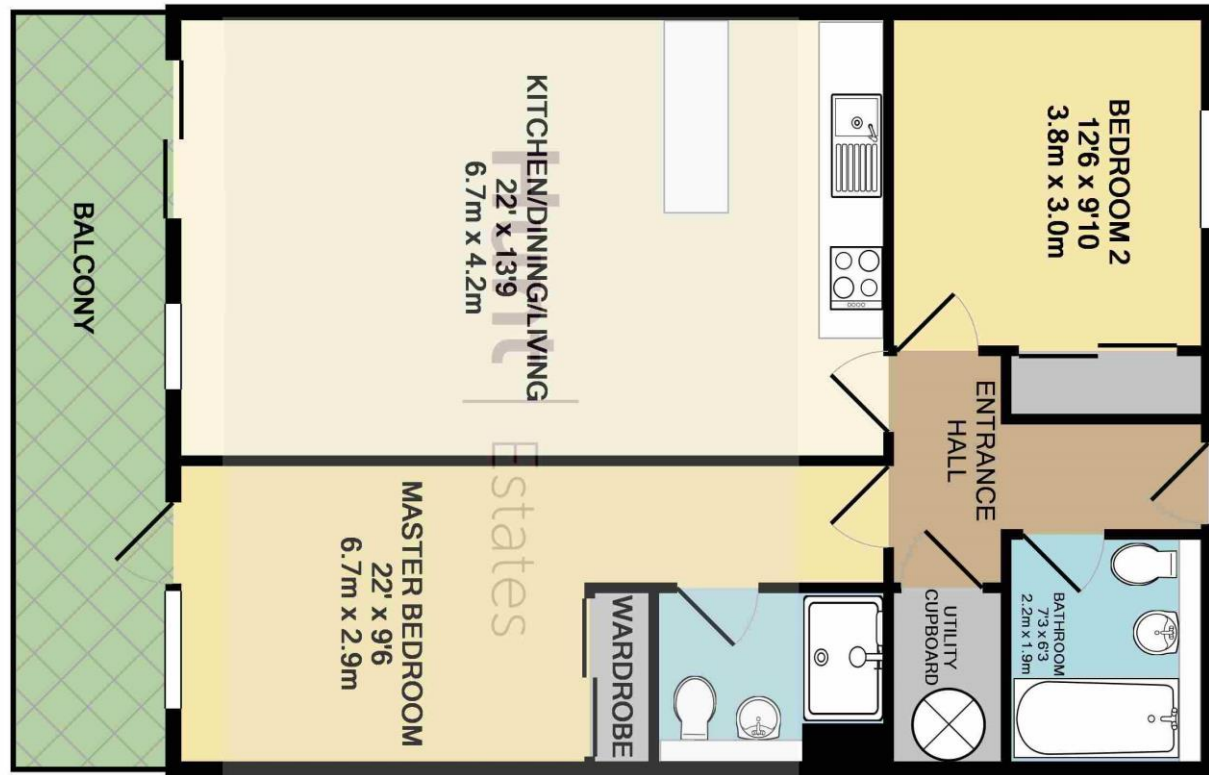 BALCONY
KITCHEN/DINING/LIVING
22' x 13'9
6.7m x 4.2m
BEDROOM 2
12'6 x 9'10
3.8m x 3.0m
ENTRANCE
HALL
MASTER BEDROOM
22' x 9'6
6.7m x 2.9m
WARDROBE
UTILITY
CUPBOARD
BATHROOM
7'3 x 6'3
2.2m x 1.9m
Hunt | Estates